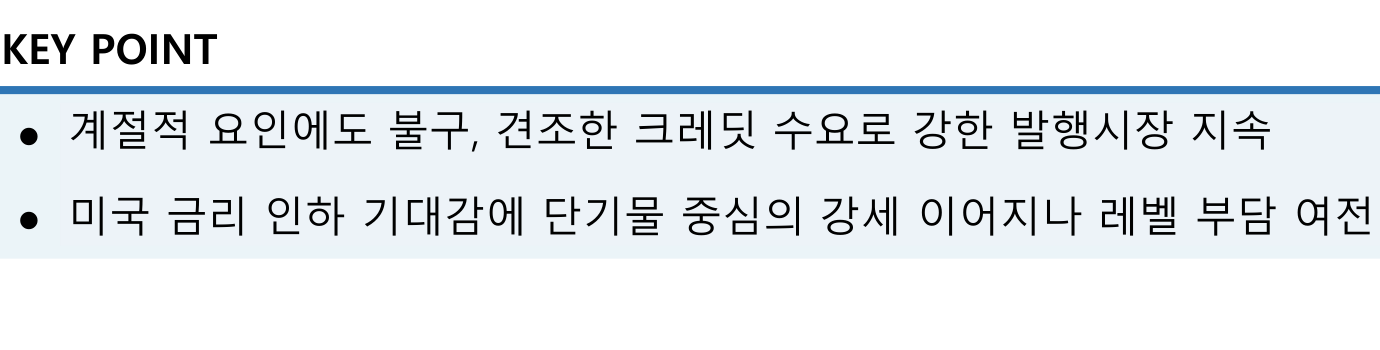 KEY POINT
● 계절적 요인에도 불구, 견조한 크레딧 수요로 강한 발행시장 지속
● 미국 금리 인하 기대감에 단기물 중심의 강세 이어지나 레벨 부담 여전